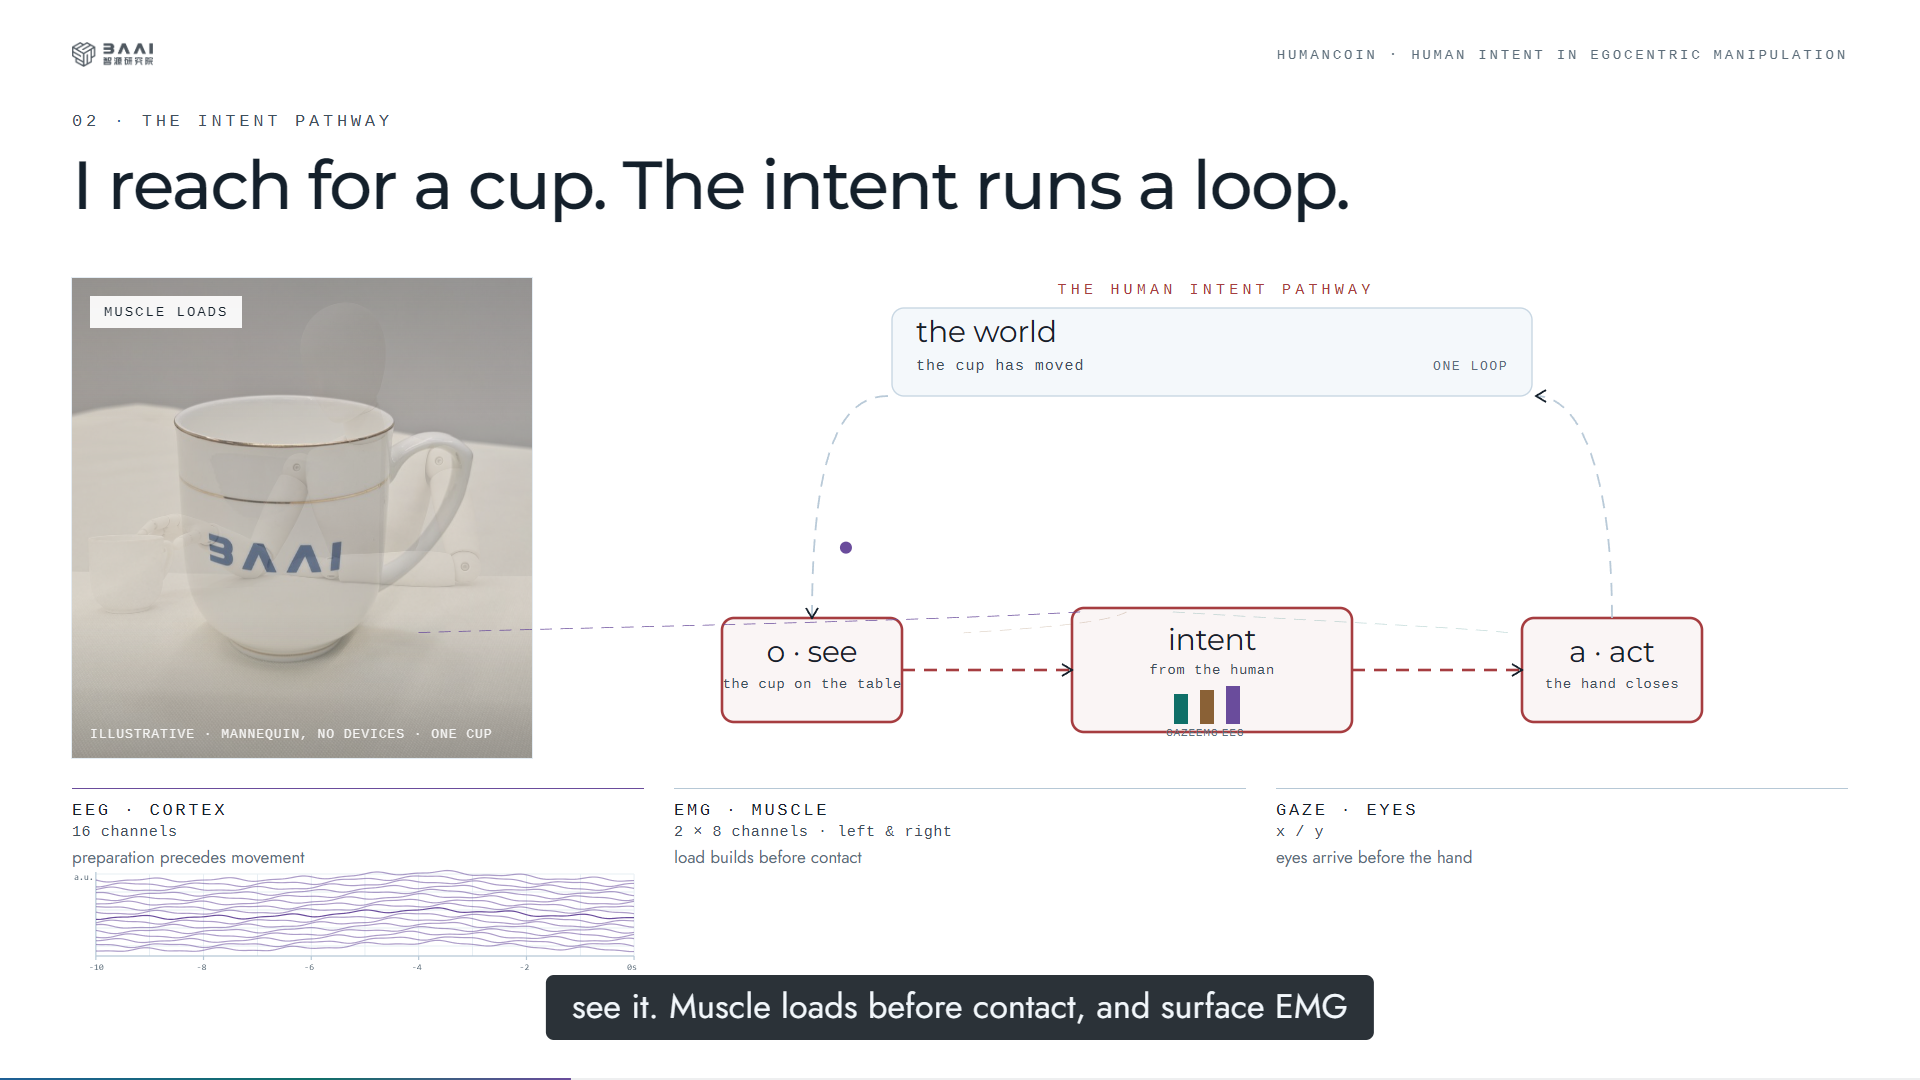 BAAI
智源研究院
HUMANCOIN · HUMAN INTENT IN EGOCENTRIC MANIPULATION
02 · THE INTENT PATHWAY
I reach for a cup. The intent runs a loop.
MUSCLE LOADS
BAAI
ILLUSTRATIVE · MANNEQUIN, NO DEVICES · ONE CUP
THE HUMAN INTENT PATHWAY
the world
the cup has moved
ONE LOOP
o · see
the cup on the table
intent
from the human
GAZE EMG EEG
a · act
the hand closes
EEG · CORTEX
16 channels
preparation precedes movement
a.u.
-10 -8 -6 -4 -2 0s
EMG · MUSCLE
2 × 8 channels · left & right
load builds before contact
GAZE · EYES
x / y
eyes arrive before the hand
see it. Muscle loads before contact, and surface EMG